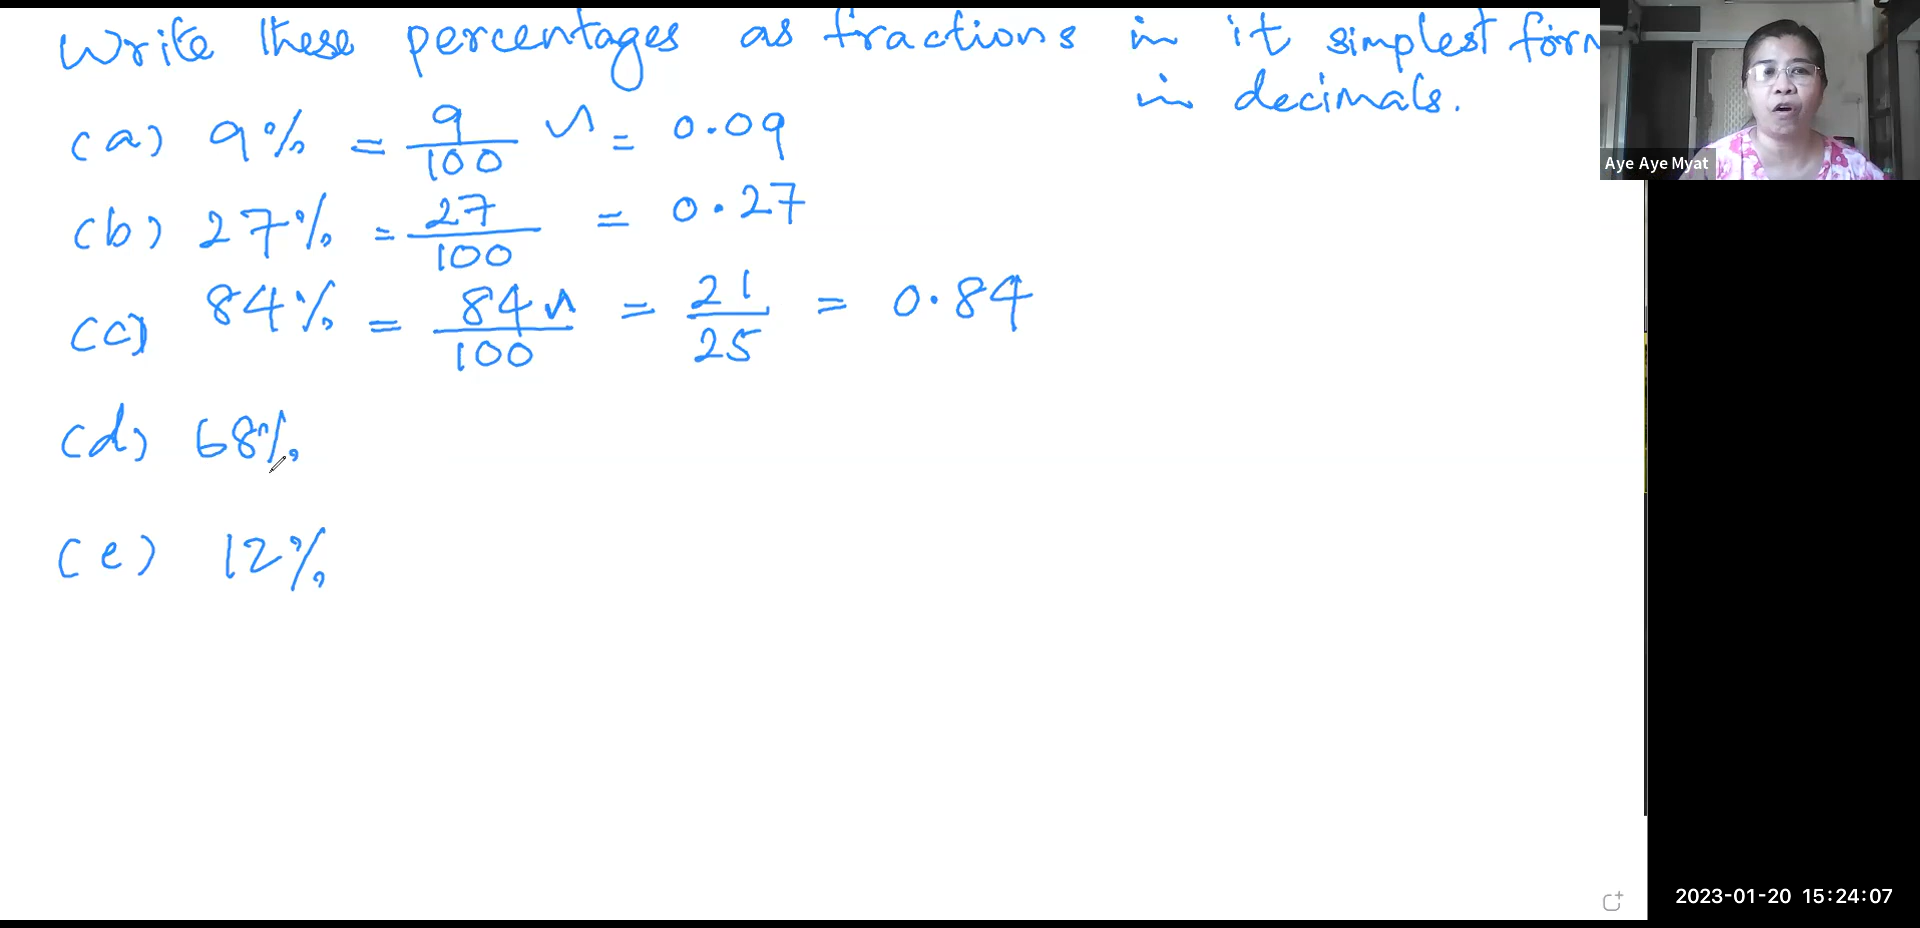 Write these percentages as fractions in it simplest form
in decimals.
(a) 9% = 9/100 = 0.09
(b) 27% = 27/100 = 0.27
(c) 84% = 84/100 = 21/25 = 0.84
(d) 68%
(e) 12%
Aye Aye Myat
2023-01-20 15:24:07